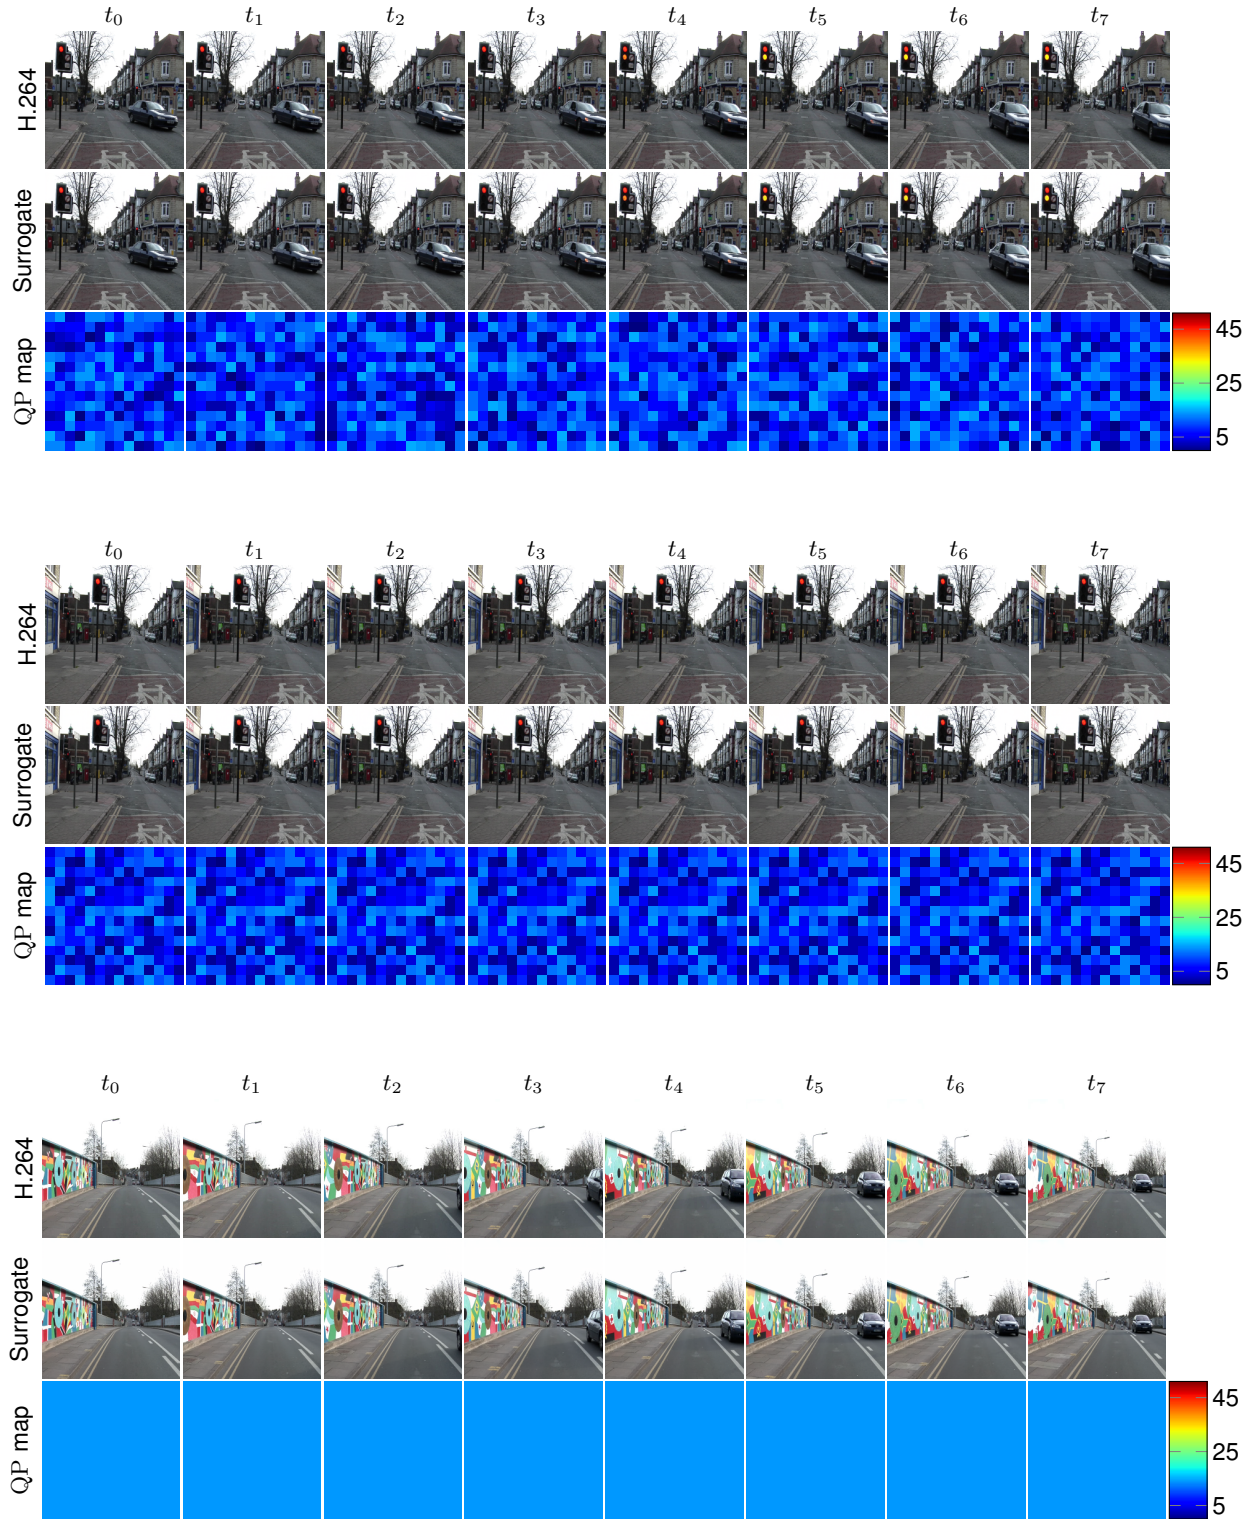 t₀ t₁ t₂ t₃ t₄ t₅ t₆ t₇
H.264
Surrogate
QP map
45
25
5
t₀ t₁ t₂ t₃ t₄ t₅ t₆ t₇
H.264
Surrogate
QP map
45
25
5
t₀ t₁ t₂ t₃ t₄ t₅ t₆ t₇
H.264
Surrogate
QP map
45
25
5